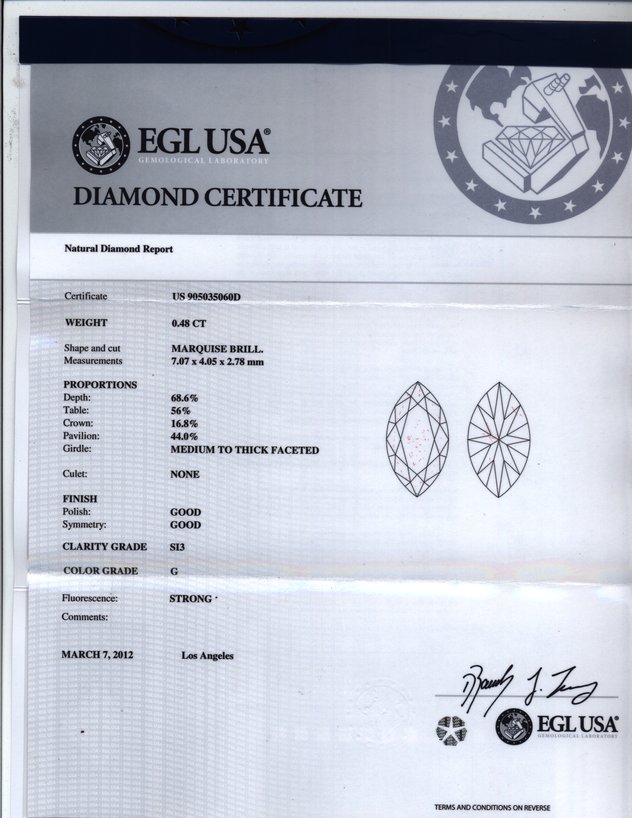 EGL USA®
GEMOLOGICAL LABORATORY
DIAMOND CERTIFICATE
Natural Diamond Report
Certificate US 905035060D
WEIGHT 0.48 CT
Shape and cut MARQUISE BRILL.
Measurements 7.07 x 4.05 x 2.78 mm
PROPORTIONS
Depth: 68.6%
Table: 56%
Crown: 16.8%
Pavilion: 44.0%
Girdle: MEDIUM TO THICK FACETED
Culet: NONE
FINISH
Polish: GOOD
Symmetry: GOOD
CLARITY GRADE SI3
COLOR GRADE G
Fluorescence: STRONG
Comments:
MARCH 7, 2012 Los Angeles
EGL USA®
GEMOLOGICAL LABORATORY
TERMS AND CONDITIONS ON REVERSE